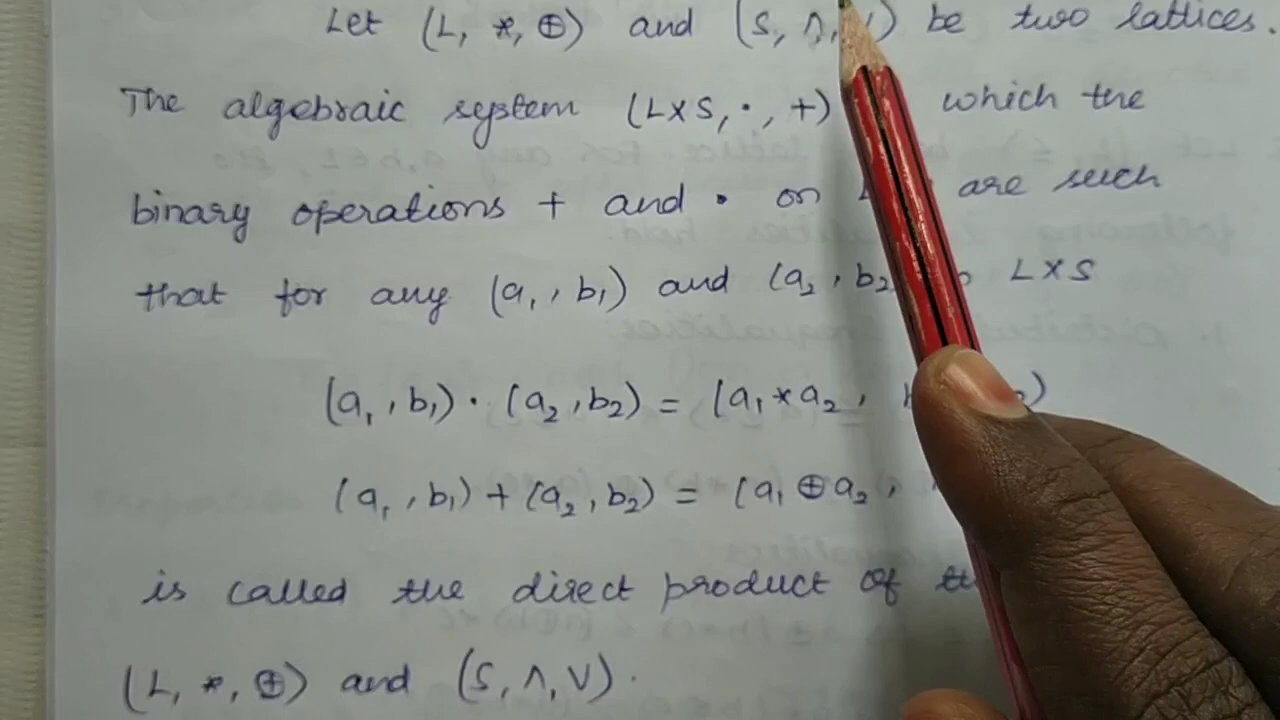 Let (L, *, ⊕) and (S, ∧, ) be two lattices.
The algebraic system (L×S, ·, +) which the
binary operations + and · on are such
that for any (a₁, b₁) and (a₂, b₂ L×S
(a₁, b₁) · (a₂, b₂) = (a₁ * a₂, )
(a₁, b₁) + (a₂, b₂) = (a₁ ⊕ a₂,
is called the direct product of
(L, *, ⊕) and (S, ∧, ∨).